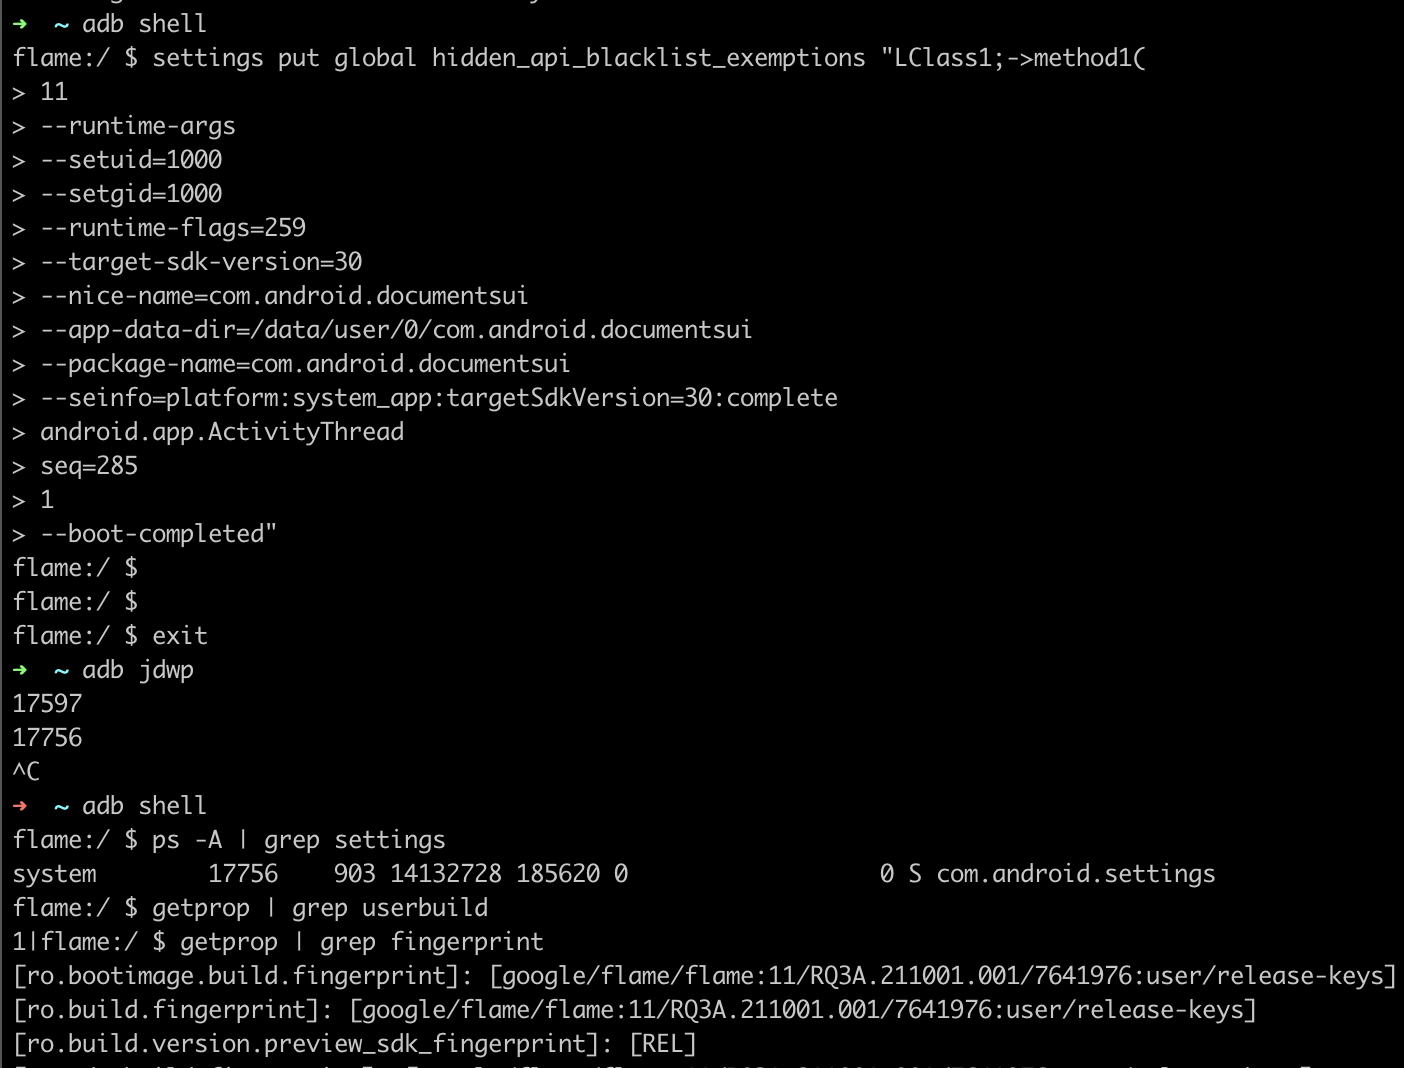 ➜ ~ adb shell
flame:/ $ settings put global hidden_api_blacklist_exemptions "LClass1;->method1(
> 11
> --runtime-args
> --setuid=1000
> --setgid=1000
> --runtime-flags=259
> --target-sdk-version=30
> --nice-name=com.android.documentsui
> --app-data-dir=/data/user/0/com.android.documentsui
> --package-name=com.android.documentsui
> --seinfo=platform:system_app:targetSdkVersion=30:complete
> android.app.ActivityThread
> seq=285
> 1
> --boot-completed"
flame:/ $
flame:/ $
flame:/ $ exit
➜ ~ adb jdwp
17597
17756
^C
➜ ~ adb shell
flame:/ $ ps -A | grep settings
system 17756 903 14132728 185620 0 0 S com.android.settings
flame:/ $ getprop | grep userbuild
1|flame:/ $ getprop | grep fingerprint
[ro.bootimage.build.fingerprint]: [google/flame/flame:11/RQ3A.211001.001/7641976:user/release-keys]
[ro.build.fingerprint]: [google/flame/flame:11/RQ3A.211001.001/7641976:user/release-keys]
[ro.build.version.preview_sdk_fingerprint]: [REL]